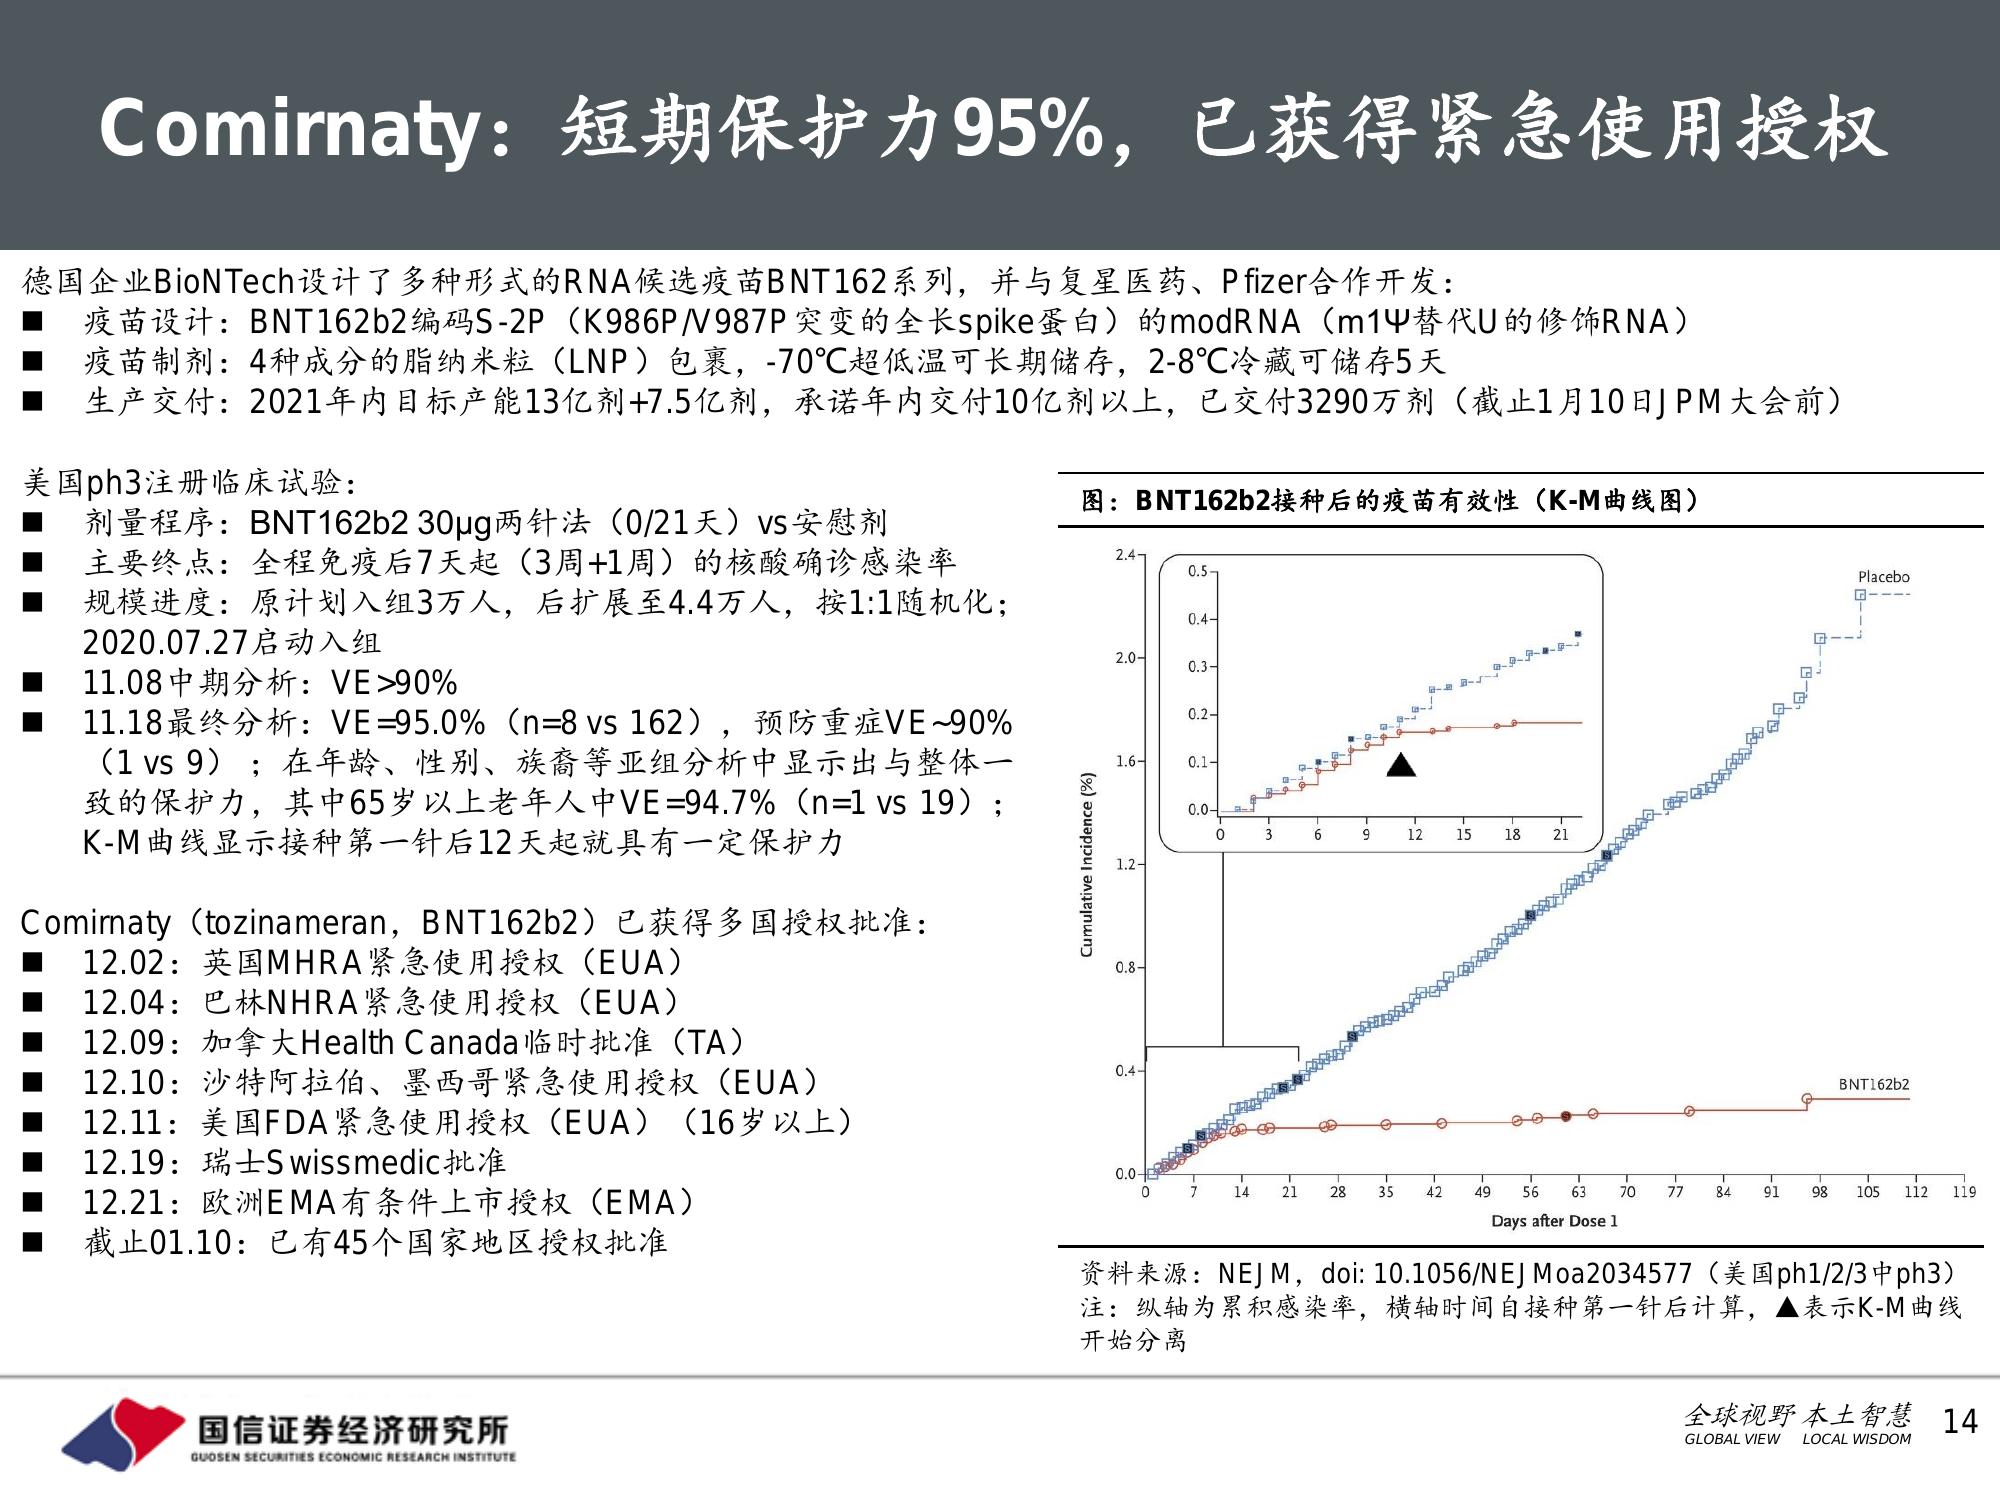 Comirnaty：短期保护力95%，已获得紧急使用授权
德国企业BioNTech设计了多种形式的RNA候选疫苗BNT162系列，并与复星医药、Pfizer合作开发：
■ 疫苗设计：BNT162b2编码S-2P（K986P/V987P突变的全长spike蛋白）的modRNA（m1Ψ替代U的修饰RNA）
■ 疫苗制剂：4种成分的脂纳米粒（LNP）包裹，-70℃超低温可长期储存，2-8℃冷藏可储存5天
■ 生产交付：2021年内目标产能13亿剂+7.5亿剂，承诺年内交付10亿剂以上，已交付3290万剂（截止1月10日JPM大会前）
美国ph3注册临床试验：
■ 剂量程序：BNT162b2 30μg两针法（0/21天）vs安慰剂
■ 主要终点：全程免疫后7天起（3周+1周）的核酸确诊感染率
■ 规模进度：原计划入组3万人，后扩展至4.4万人，按1:1随机化；
2020.07.27启动入组
■ 11.08中期分析：VE>90%
■ 11.18最终分析：VE=95.0%（n=8 vs 162），预防重症VE~90%
（1 vs 9）；在年龄、性别、族裔等亚组分析中显示出与整体一
致的保护力，其中65岁以上老年人中VE=94.7%（n=1 vs 19）；
K-M曲线显示接种第一针后12天起就具有一定保护力
Comirnaty（tozinameran，BNT162b2）已获得多国授权批准：
■ 12.02：英国MHRA紧急使用授权（EUA）
■ 12.04：巴林NHRA紧急使用授权（EUA）
■ 12.09：加拿大Health Canada临时批准（TA）
■ 12.10：沙特阿拉伯、墨西哥紧急使用授权（EUA）
■ 12.11：美国FDA紧急使用授权（EUA）（16岁以上）
■ 12.19：瑞士Swissmedic批准
■ 12.21：欧洲EMA有条件上市授权（EMA）
■ 截止01.10：已有45个国家地区授权批准
图：BNT162b2接种后的疫苗有效性（K-M曲线图）
2.4
2.0
1.6
1.2
0.8
0.4
0.0
Cumulative Incidence (%)
0.5
0.4
0.3
0.2
0.1
0.0
0 3 6 9 12 15 18 21
▲
Placebo
BNT162b2
0 7 14 21 28 35 42 49 56 63 70 77 84 91 98 105 112 119
Days after Dose 1
资料来源：NEJM，doi: 10.1056/NEJMoa2034577（美国ph1/2/3中ph3）
注：纵轴为累积感染率，横轴时间自接种第一针后计算，▲表示K-M曲线
开始分离
国信证券经济研究所
GUOSEN SECURITIES ECONOMIC RESEARCH INSTITUTE
全球视野 本土智慧
GLOBAL VIEW LOCAL WISDOM
14